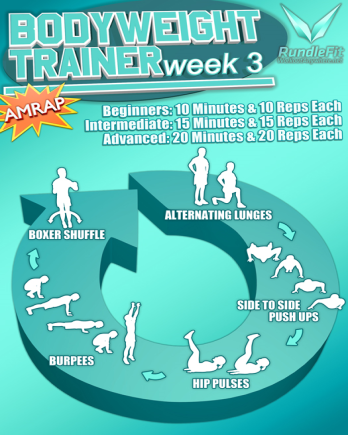 BODYWEIGHT
TRAINER week 3
RundleFit
AMRAP
Beginners: 10 Minutes & 10 Reps Each
Intermediate: 15 Minutes & 15 Reps Each
Advanced: 20 Minutes & 20 Reps Each
ALTERNATING LUNGES
BOXER SHUFFLE
SIDE TO SIDE
PUSH UPS
BURPEES
HIP PULSES